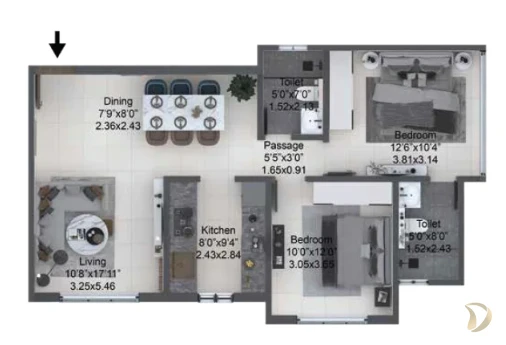 Dining
7'9"x8'0"
2.36x2.43
Toilet
5'0"x7'0"
1.52x2.13
Passage
5'5"x3'0"
1.65x0.91
Bedroom
12'6"x10'4"
3.81x3.14
Living
10'8"x17'11"
3.25x5.46
Kitchen
8'0"x9'4"
2.43x2.84
Bedroom
10'0"x12'0"
3.05x3.65
Toilet
5'0"x8'0"
1.52x2.43